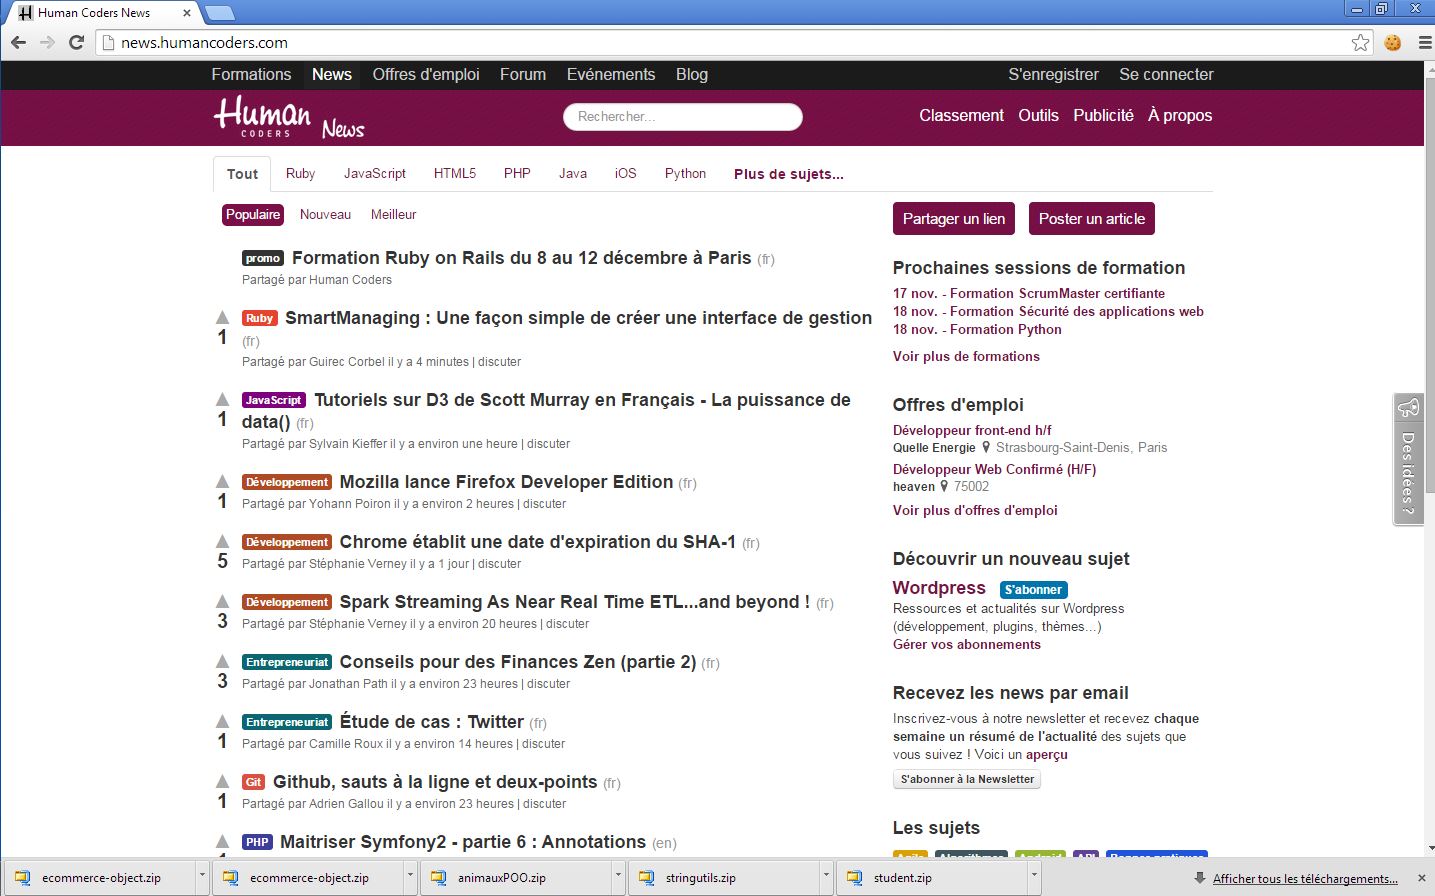 Human Coders News
news.humancoders.com
Formations News Offres d'emploi Forum Evénements Blog S'enregistrer Se connecter
Human CODERS News Rechercher... Classement Outils Publicité À propos
Tout Ruby JavaScript HTML5 PHP Java iOS Python Plus de sujets...
Populaire Nouveau Meilleur
promo Formation Ruby on Rails du 8 au 12 décembre à Paris (fr)
Partagé par Human Coders
Ruby SmartManaging : Une façon simple de créer une interface de gestion
1
(fr)
Partagé par Guirec Corbel il y a 4 minutes | discuter
JavaScript Tutoriels sur D3 de Scott Murray en Français - La puissance de
1
data() (fr)
Partagé par Sylvain Kieffer il y a environ une heure | discuter
Développement Mozilla lance Firefox Developer Edition (fr)
1
Partagé par Yohann Poiron il y a environ 2 heures | discuter
Développement Chrome établit une date d'expiration du SHA-1 (fr)
5
Partagé par Stéphanie Verney il y a 1 jour | discuter
Développement Spark Streaming As Near Real Time ETL...and beyond ! (fr)
3
Partagé par Stéphanie Verney il y a environ 20 heures | discuter
Entrepreneuriat Conseils pour des Finances Zen (partie 2) (fr)
3
Partagé par Jonathan Path il y a environ 23 heures | discuter
Entrepreneuriat Étude de cas : Twitter (fr)
1
Partagé par Camille Roux il y a environ 14 heures | discuter
Git Github, sauts à la ligne et deux-points (fr)
1
Partagé par Adrien Gallou il y a environ 23 heures | discuter
PHP Maitriser Symfony2 - partie 6 : Annotations (en)
Partager un lien Poster un article
Prochaines sessions de formation
17 nov. - Formation ScrumMaster certifiante
18 nov. - Formation Sécurité des applications web
18 nov. - Formation Python
Voir plus de formations
Offres d'emploi
Développeur front-end h/f
Quelle Energie Strasbourg-Saint-Denis, Paris
Développeur Web Confirmé (H/F)
heaven 75002
Voir plus d'offres d'emploi
Découvrir un nouveau sujet
Wordpress S'abonner
Ressources et actualités sur Wordpress
(développement, plugins, thèmes...)
Gérer vos abonnements
Recevez les news par email
Inscrivez-vous à notre newsletter et recevez chaque
semaine un résumé de l'actualité des sujets que
vous suivez ! Voici un aperçu
S'abonner à la Newsletter
Les sujets
Agile Algorithmes Android API Bonnes pratiques
Des idées ?
ecommerce-object.zip ecommerce-object.zip animauxPOO.zip stringutils.zip student.zip Afficher tous les téléchargements...